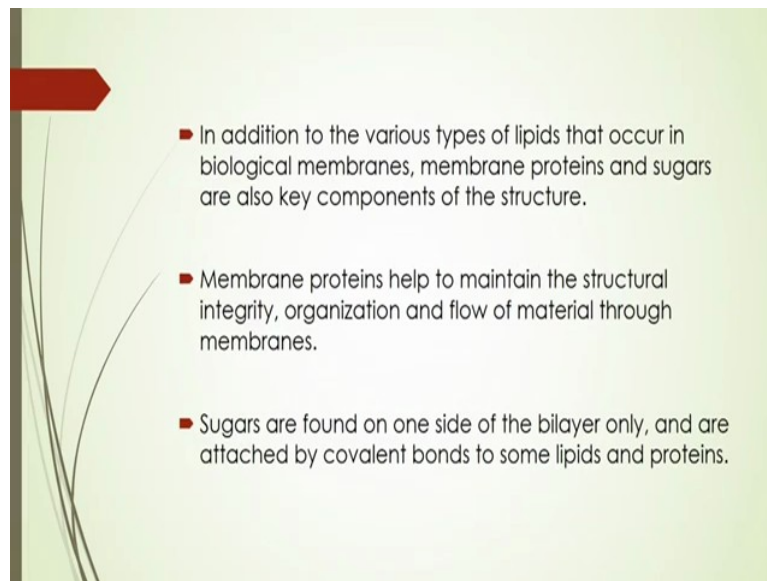 In addition to the various types of lipids that occur in
biological membranes, membrane proteins and sugars
are also key components of the structure.
Membrane proteins help to maintain the structural
integrity, organization and flow of material through
membranes.
Sugars are found on one side of the bilayer only, and are
attached by covalent bonds to some lipids and proteins.